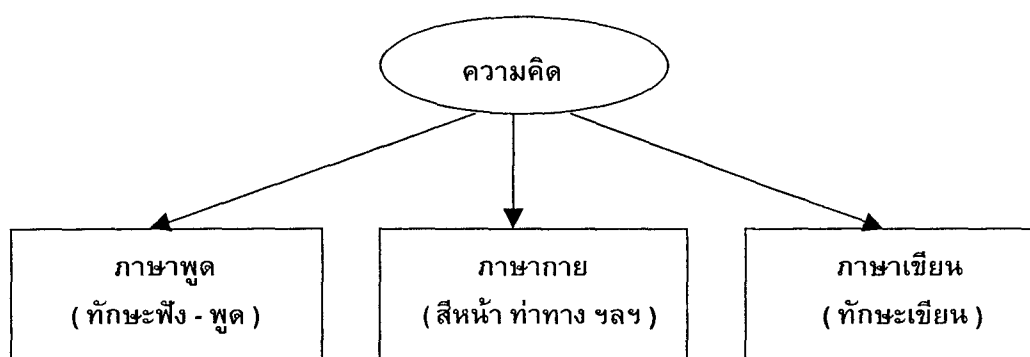 ความคิด
ภาษาพูด
( ทักษะฟัง - พูด )
ภาษากาย
( สีหน้า ท่าทาง ฯลฯ )
ภาษาเขียน
( ทักษะเขียน )